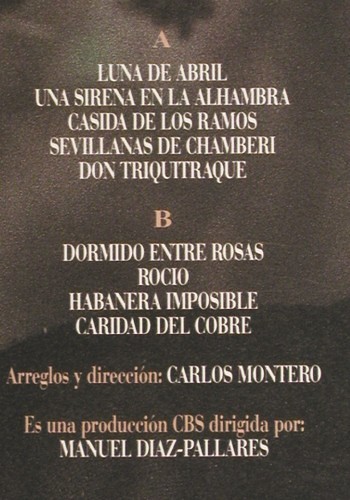 A
LUNA DE ABRIL
UNA SIRENA EN LA ALHAMBRA
CASIDA DE LOS RAMOS
SEVILLANAS DE CHAMBERI
DON TRIQUITRAQUE
B
DORMIDO ENTRE ROSAS
ROCIO
HABANERA IMPOSIBLE
CARIDAD DEL COBRE
Arreglos y dirección: CARLOS MONTERO
Es una producción CBS dirigida por:
MANUEL DIAZ-PALLARES